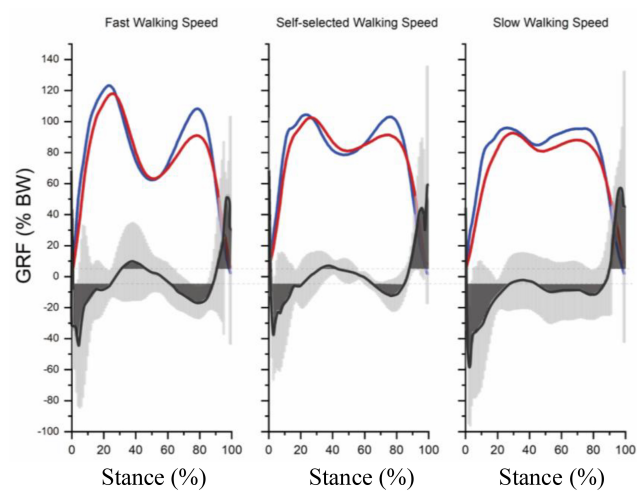 Fast Walking Speed
Self-selected Walking Speed
Slow Walking Speed
GRF (% BW)
140
120
100
80
60
40
20
0
-20
-40
-60
-80
-100
0 20 40 60 80 100
0 20 40 60 80 100
0 20 40 60 80 100
Stance (%)
Stance (%)
Stance (%)